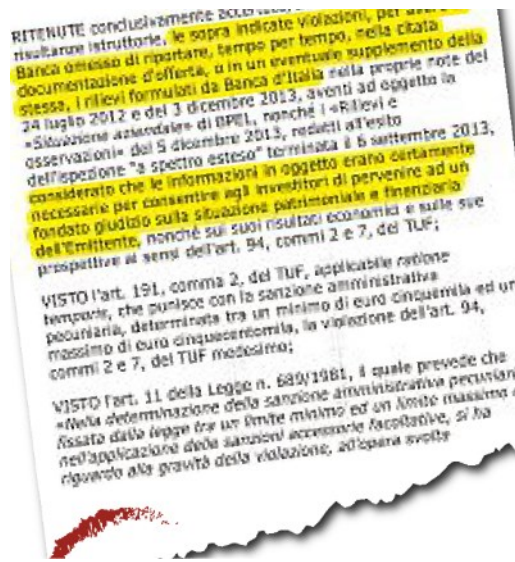 RITENUTE conclusivamente
risultanze istruttorie, le sopra indicate violazioni, per
Banca omesso di riportare, tempo per tempo, nella citata
documentazione d'offerta, o in un eventuale supplemento della
stessa, i rilievi formulati da Banca d'Italia nella proprie note del
24 luglio 2012 e del 3 dicembre 2013, aventi ad oggetto la
«Situazione aziendale» di BPEL, nonché i «Rilievi e
osservazioni» del 5 dicembre 2013, redatti all'esito
dell'ispezione "a spettro esteso" terminata il 6 settembre 2013,
considerato che le informazioni in oggetto erano certamente
necessarie per consentire agli investitori di pervenire ad un
fondato giudizio sulla situazione patrimoniale e finanziaria
dell'Emittente, nonché sui suoi risultati economici e sulle sue
prospettive ai sensi dell'art. 94, commi 2 e 7, del TUF;
VISTO l'art. 191, comma 2, del TUF, applicabile ratione
temporis, che punisce con la sanzione amministrativa
pecuniaria, determinata tra un minimo di euro cinquemila ed un
massimo di euro cinquecentomila, la violazione dell'art. 94,
commi 2 e 7, del TUF medesimo;
VISTO l'art. 11 della Legge n. 689/1981, il quale prevede che
«Nella determinazione della sanzione amministrativa pecuniaria
fissata dalla legge tra un limite minimo ed un limite massimo e
nell'applicazione delle sanzioni accessorie facoltative, si ha
riguardo alla gravità della violazione, all'opera svolta